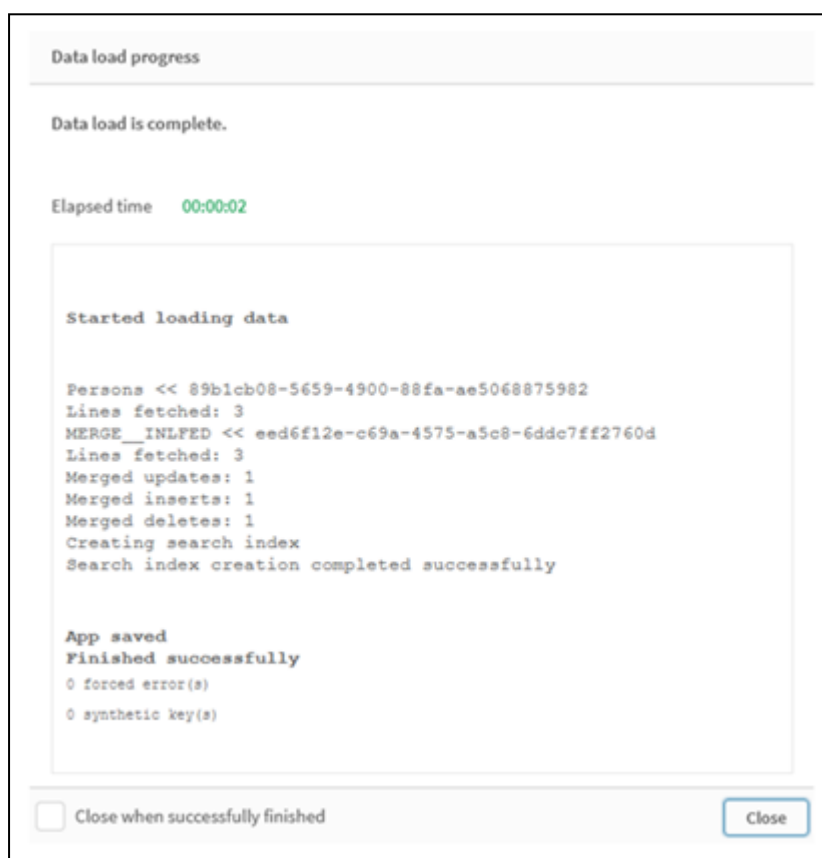 Data load progress
Data load is complete.
Elapsed time 00:00:02
Started loading data
Persons << 89b1cb08-5659-4900-88fa-ae5068875982
Lines fetched: 3
MERGE__INLFED << eed6f12e-c69a-4575-a5c8-6ddc7ff2760d
Lines fetched: 3
Merged updates: 1
Merged inserts: 1
Merged deletes: 1
Creating search index
Search index creation completed successfully
App saved
Finished successfully
0 forced error(s)
0 synthetic key(s)
Close when successfully finished Close